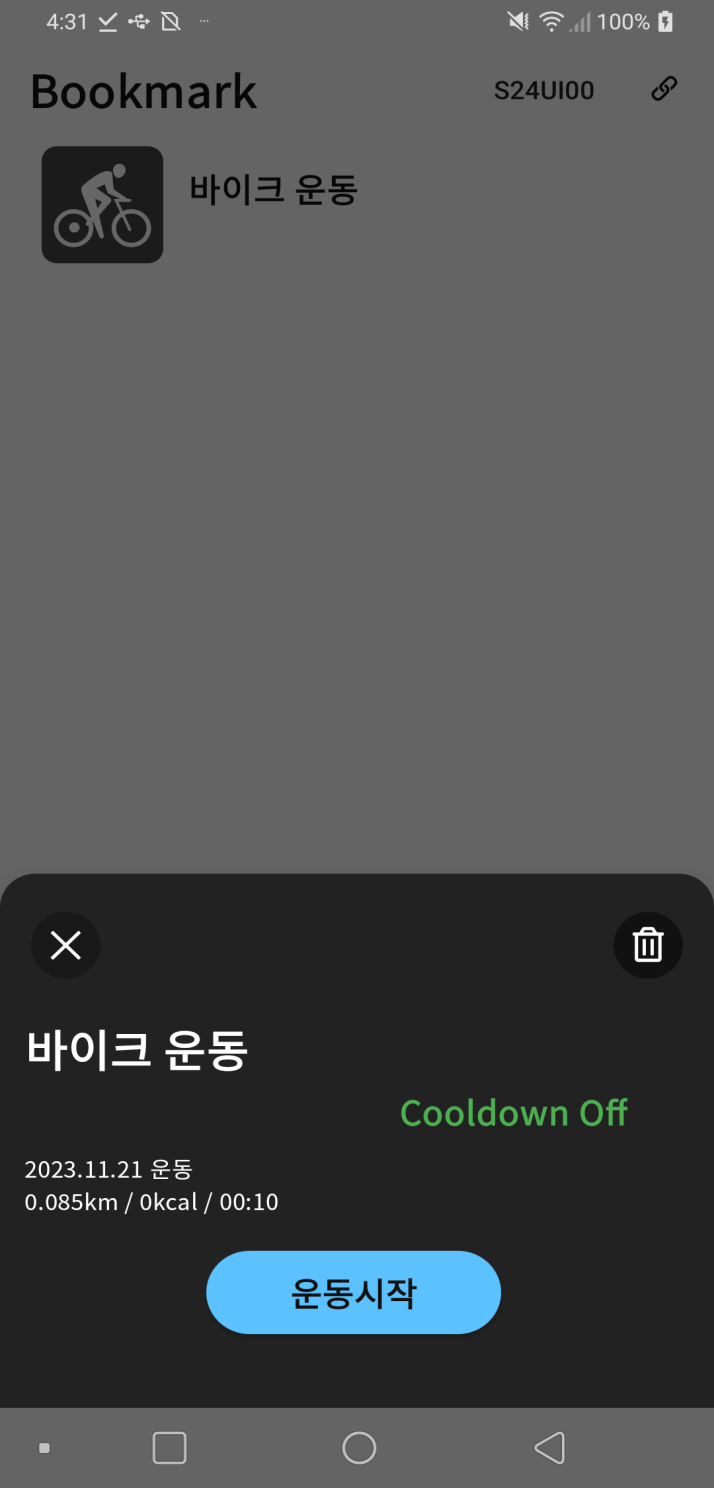 4:31 100%
Bookmark S24UI00
바이크 운동
바이크 운동
Cooldown Off
2023.11.21 운동
0.085km / 0kcal / 00:10
운동시작